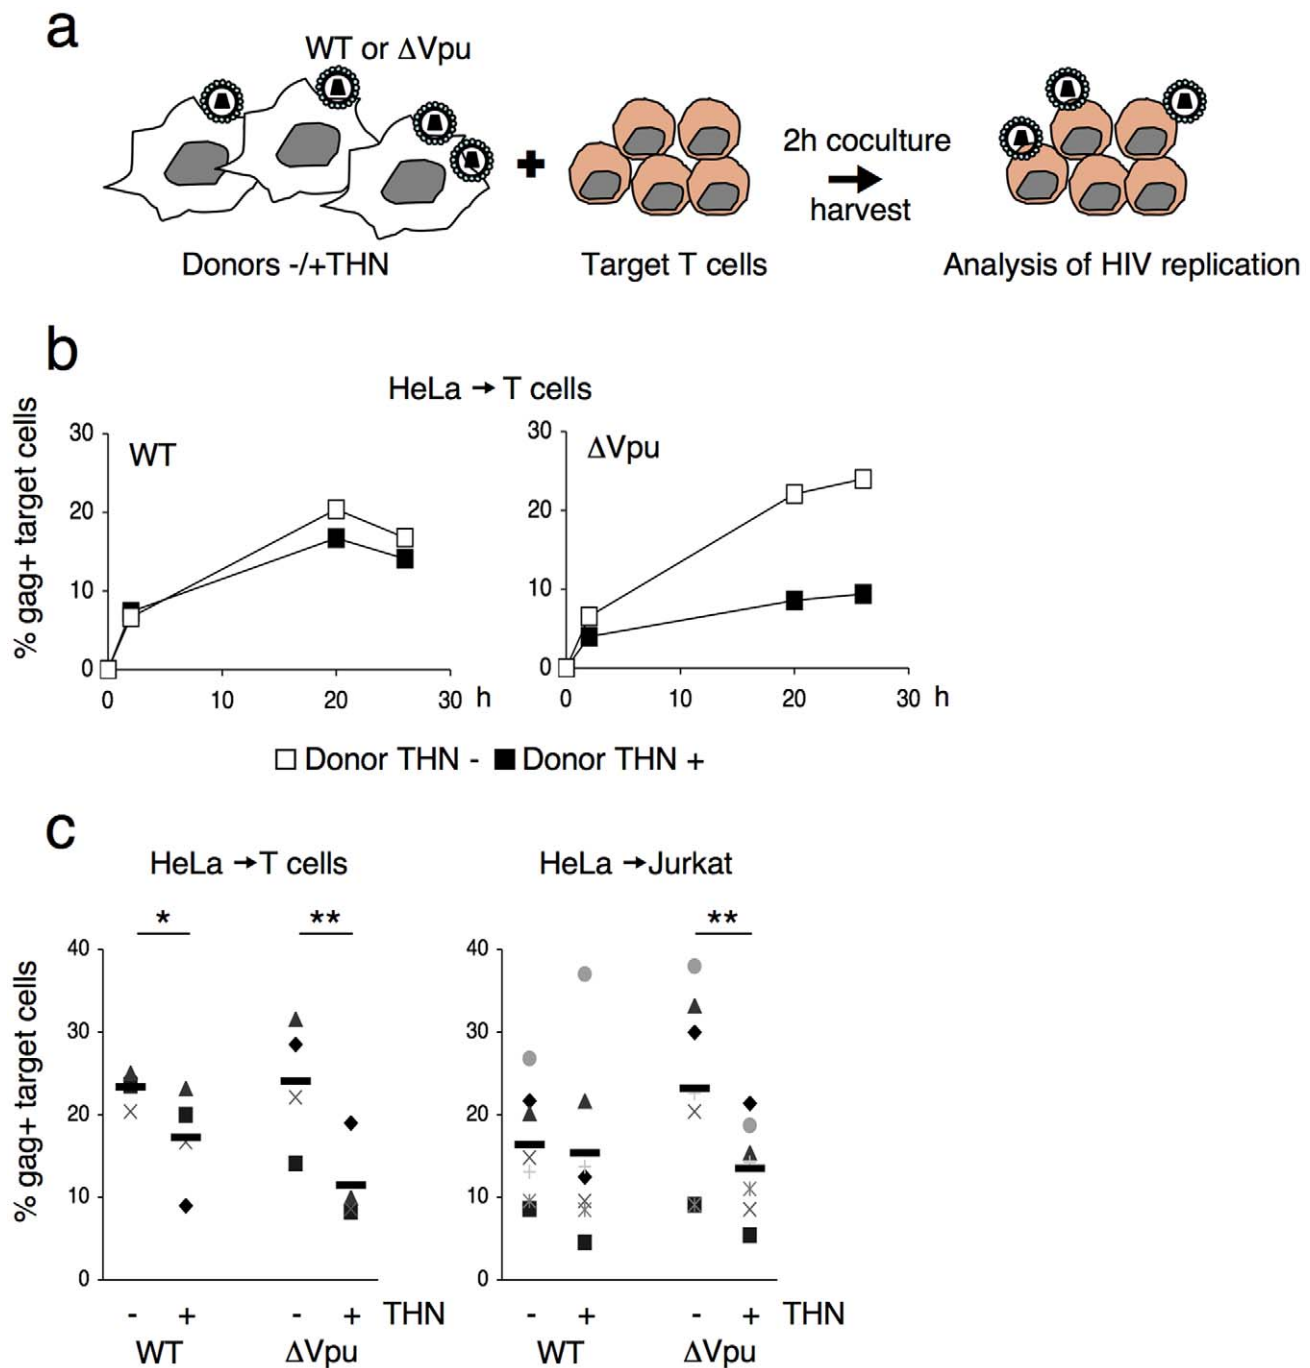 a
WT or ΔVpu
2h coculture
harvest
Donors -/+THN
Target T cells
Analysis of HIV replication
b
HeLa → T cells
% gag+ target cells
30
20
10
0
WT
0
10
20
30
h
30
20
10
0
ΔVpu
0
10
20
30
h
Donor THN -
Donor THN +
c
HeLa →T cells
HeLa →Jurkat
% gag+ target cells
*
**
40
30
20
10
0
- + - + THN
WT ΔVpu
**
40
30
20
10
0
- + - + THN
WT ΔVpu